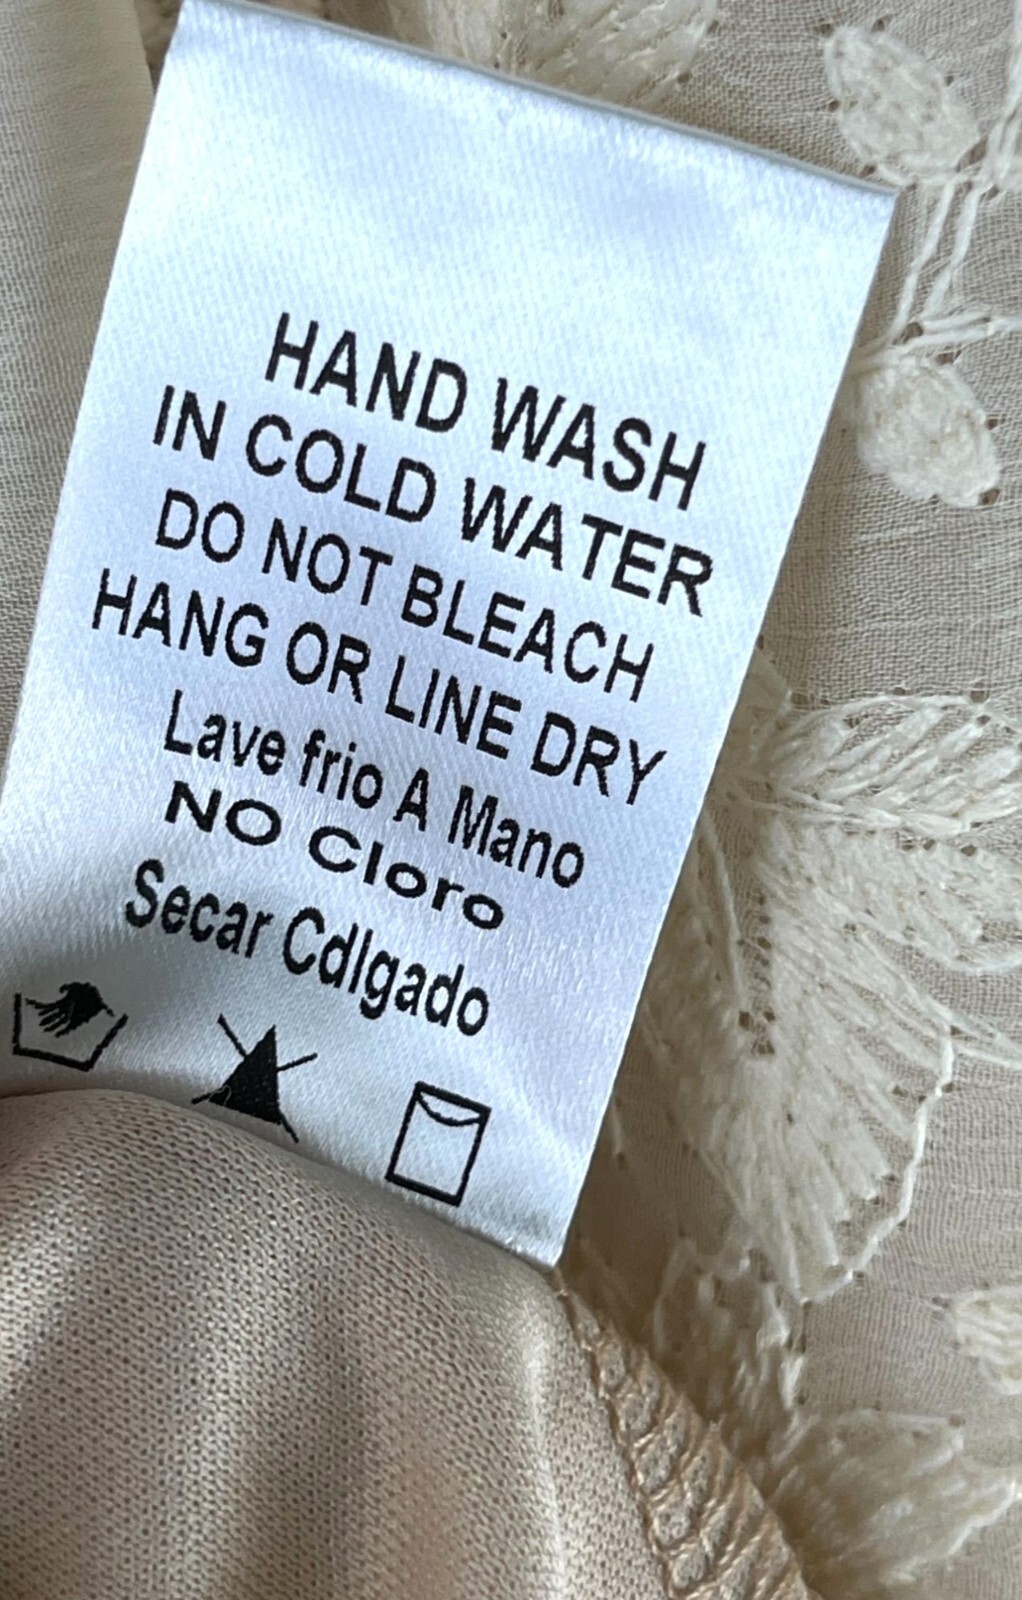 HAND WASH
IN COLD WATER
DO NOT BLEACH
HANG OR LINE DRY
Lave frio A Mano
NO Cloro
Secar Cdlgado